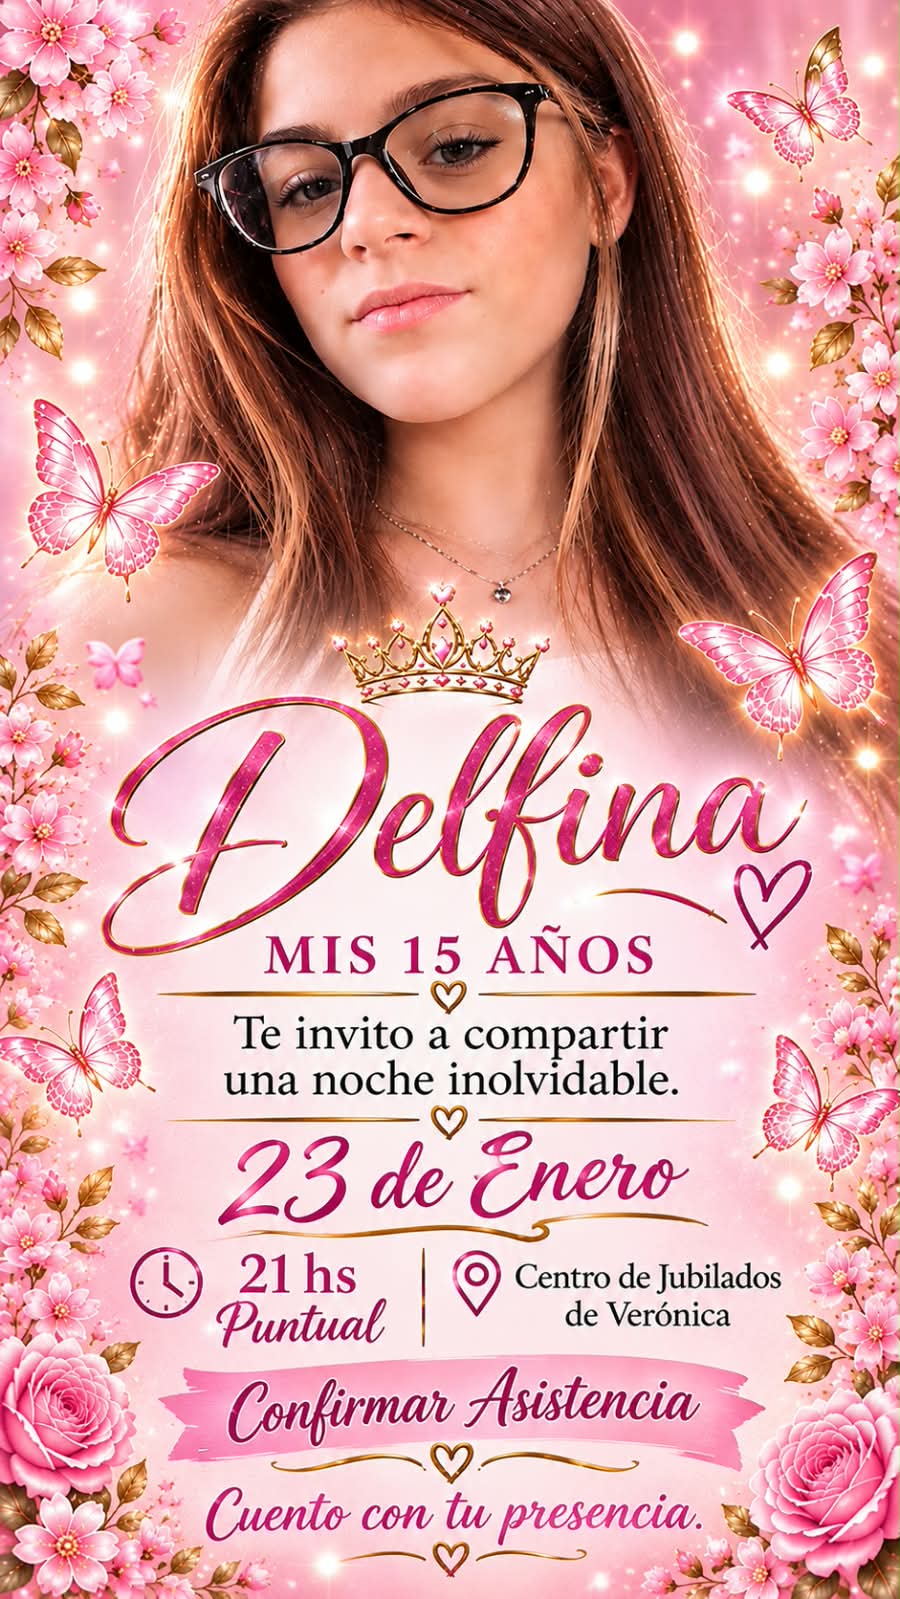 Delfina
MIS 15 AÑOS
Te invito a compartir
una noche inolvidable.
23 de Enero
21 hs
Puntual
Centro de Jubilados
de Verónica
Confirmar Asistencia
Cuento con tu presencia.